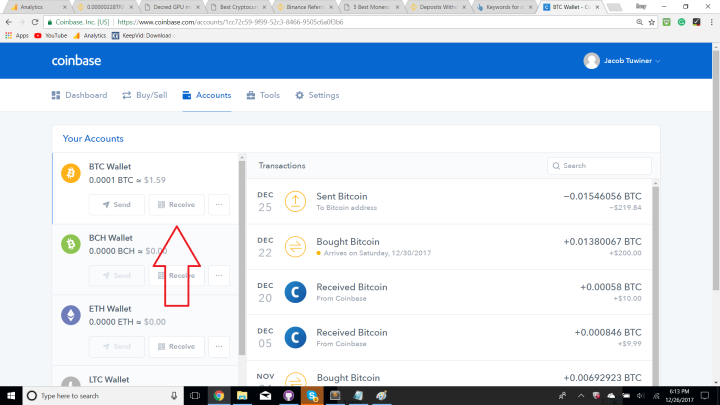 Analytics
0.00000228BTC/
Decred GPU m
Best Cryptocur
Binance Referr
5 Best Monero
Deposits Witho
Keywords for s
BTC Wallet – Co
Coinbase, Inc. [US]
https://www.coinbase.com/accounts/1cc72c59-9f99-52c3-8466-9505c6a0f3b6
Apps
YouTube
Analytics
KeepVid: Download
coinbase
Jacob Tuwiner
Dashboard
Buy/Sell
Accounts
Tools
Settings
Your Accounts
BTC Wallet
0.0001 BTC ≈ $1.59
Send
Receive
BCH Wallet
0.0000 BCH ≈ $0.00
Send
Receive
ETH Wallet
0.0000 ETH ≈ $0.00
Send
Receive
LTC Wallet
Transactions
Search
DEC 25
Sent Bitcoin
To Bitcoin address
−0.01546056 BTC
−$219.84
DEC 22
Bought Bitcoin
Arrives on Saturday, 12/30/2017
+0.01380067 BTC
+$200.00
DEC 20
Received Bitcoin
From Coinbase
+0.00058 BTC
+$10.00
DEC 05
Received Bitcoin
From Coinbase
+0.000846 BTC
+$9.99
NOV
Bought Bitcoin
+0.00692923 BTC
Type here to search
6:13 PM
12/26/2017